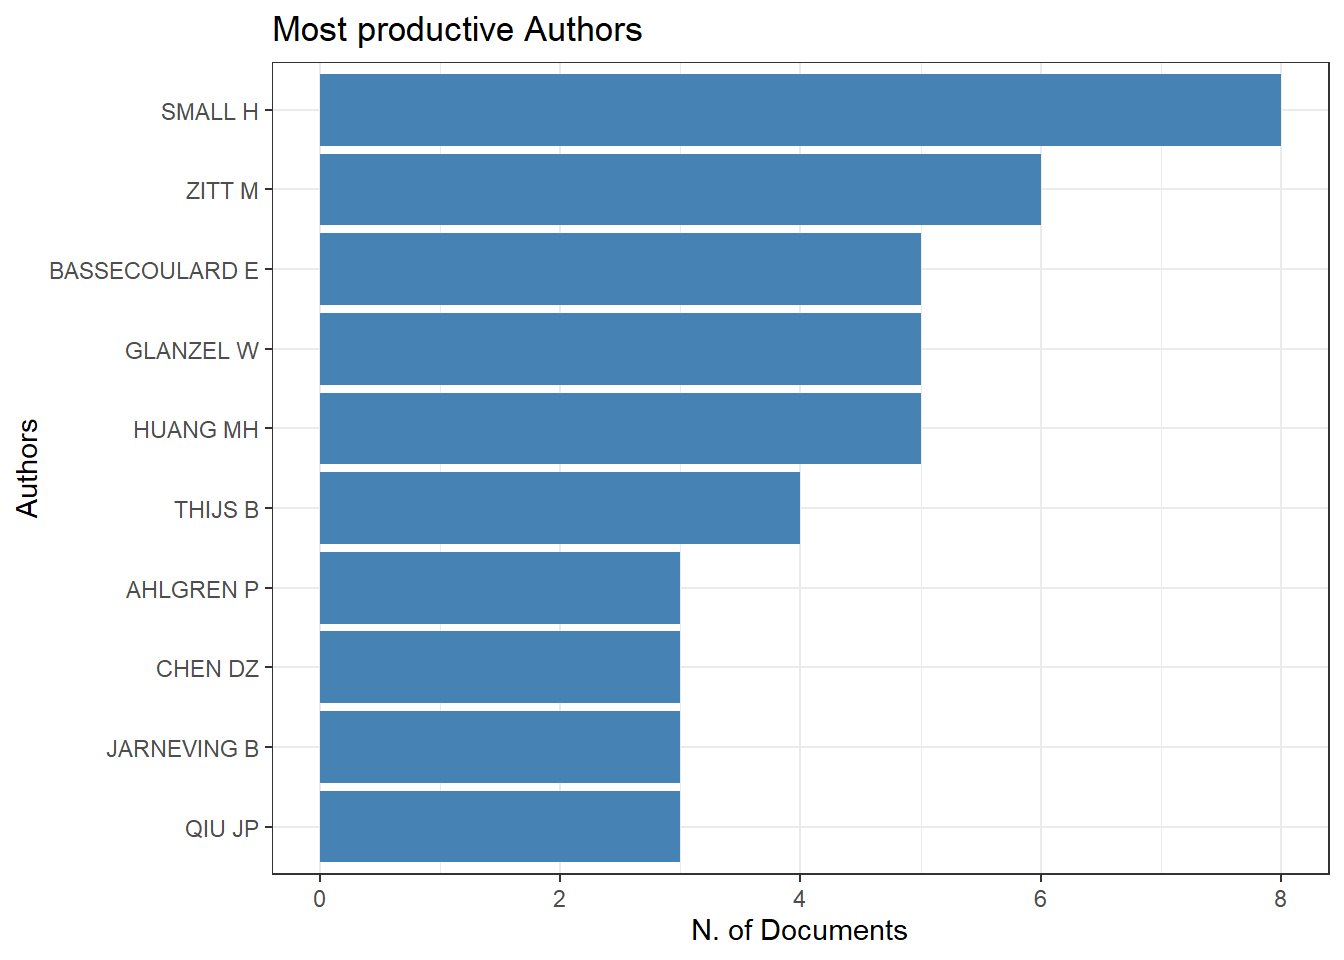 Most productive Authors
SMALL H
ZITT M
BASSECOULARD E
GLANZEL W
HUANG MH
THIJS B
AHLGREN P
CHEN DZ
JARNEVING B
QIU JP
Authors
0 2 4 6 8
N. of Documents